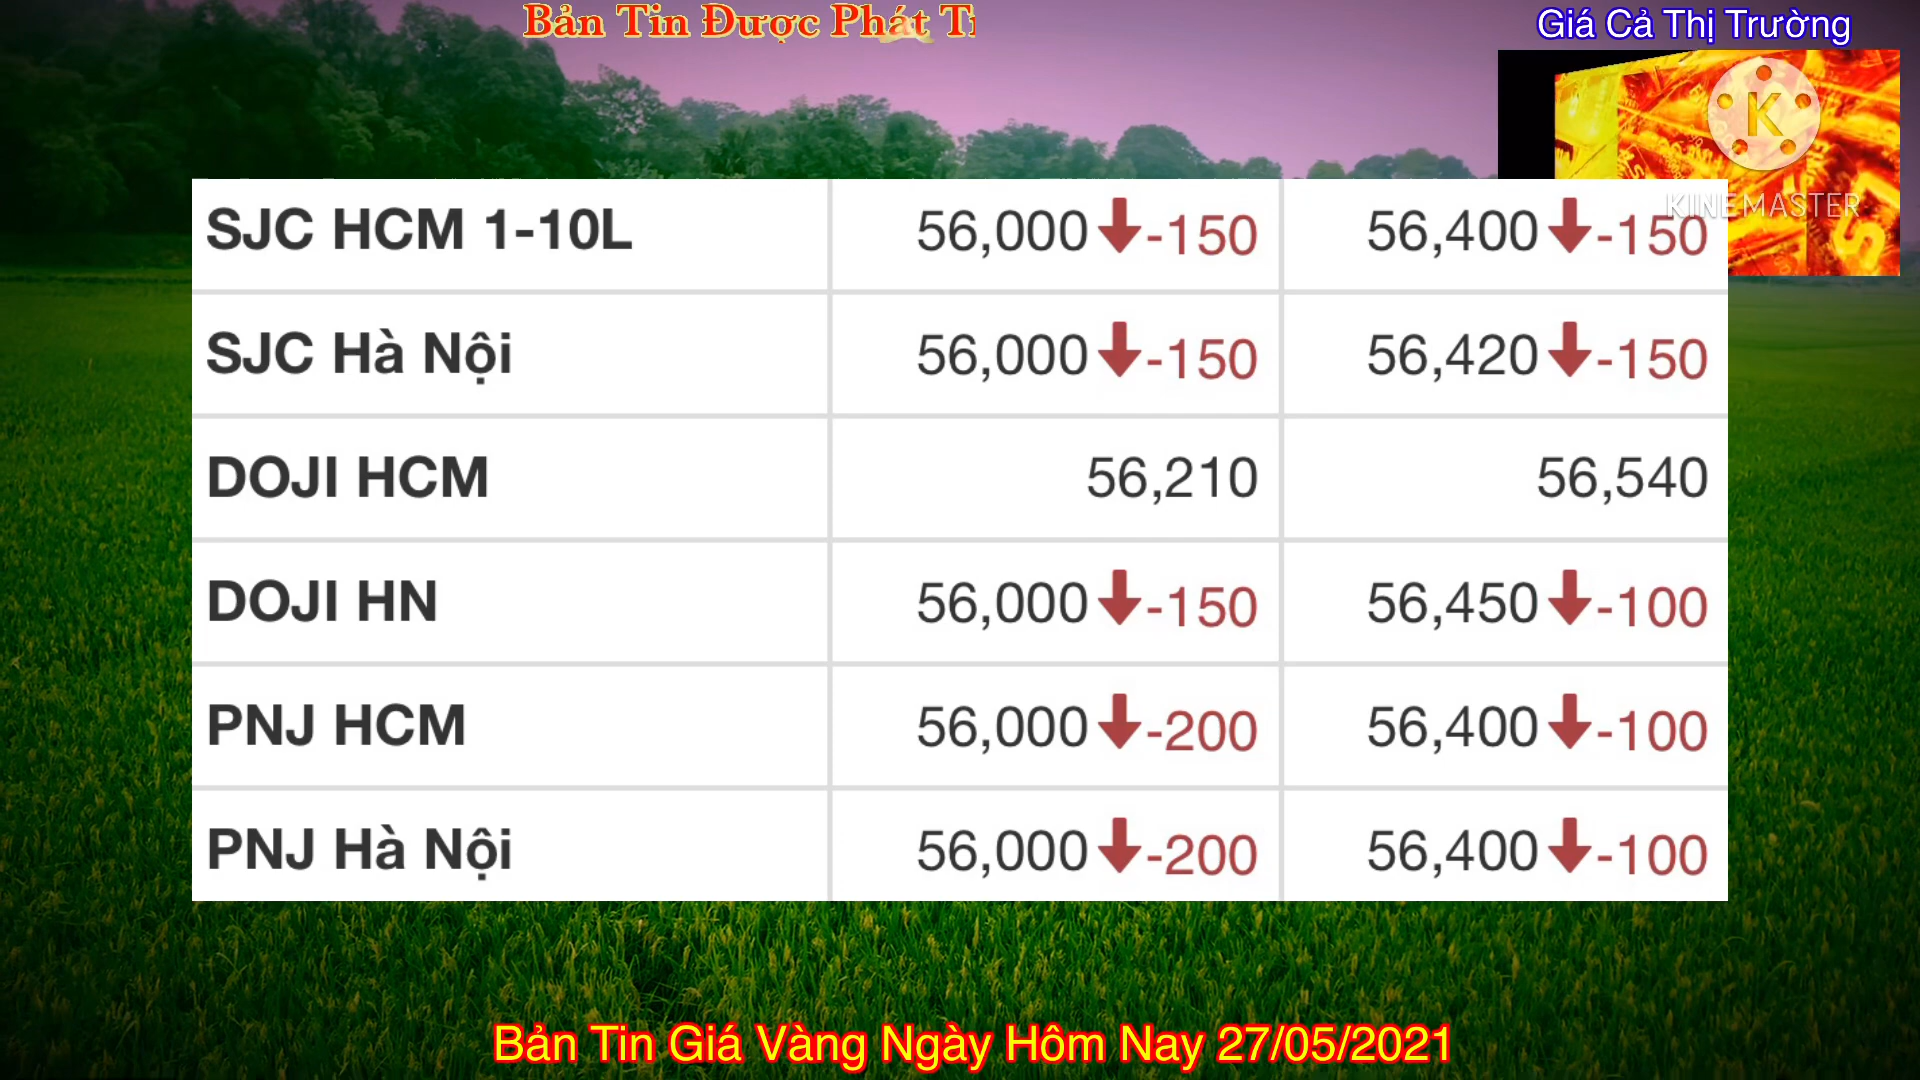 Bản Tin Được Phát
Giá Cả Thị Trường
K
KINEMASTER
SJC HCM 1-10L 56,000 -150 56,400 -150
SJC Hà Nội 56,000 -150 56,420 -150
DOJI HCM 56,210 56,540
DOJI HN 56,000 -150 56,450 -100
PNJ HCM 56,000 -200 56,400 -100
PNJ Hà Nội 56,000 -200 56,400 -100
Bản Tin Giá Vàng Ngày Hôm Nay 27/05/2021